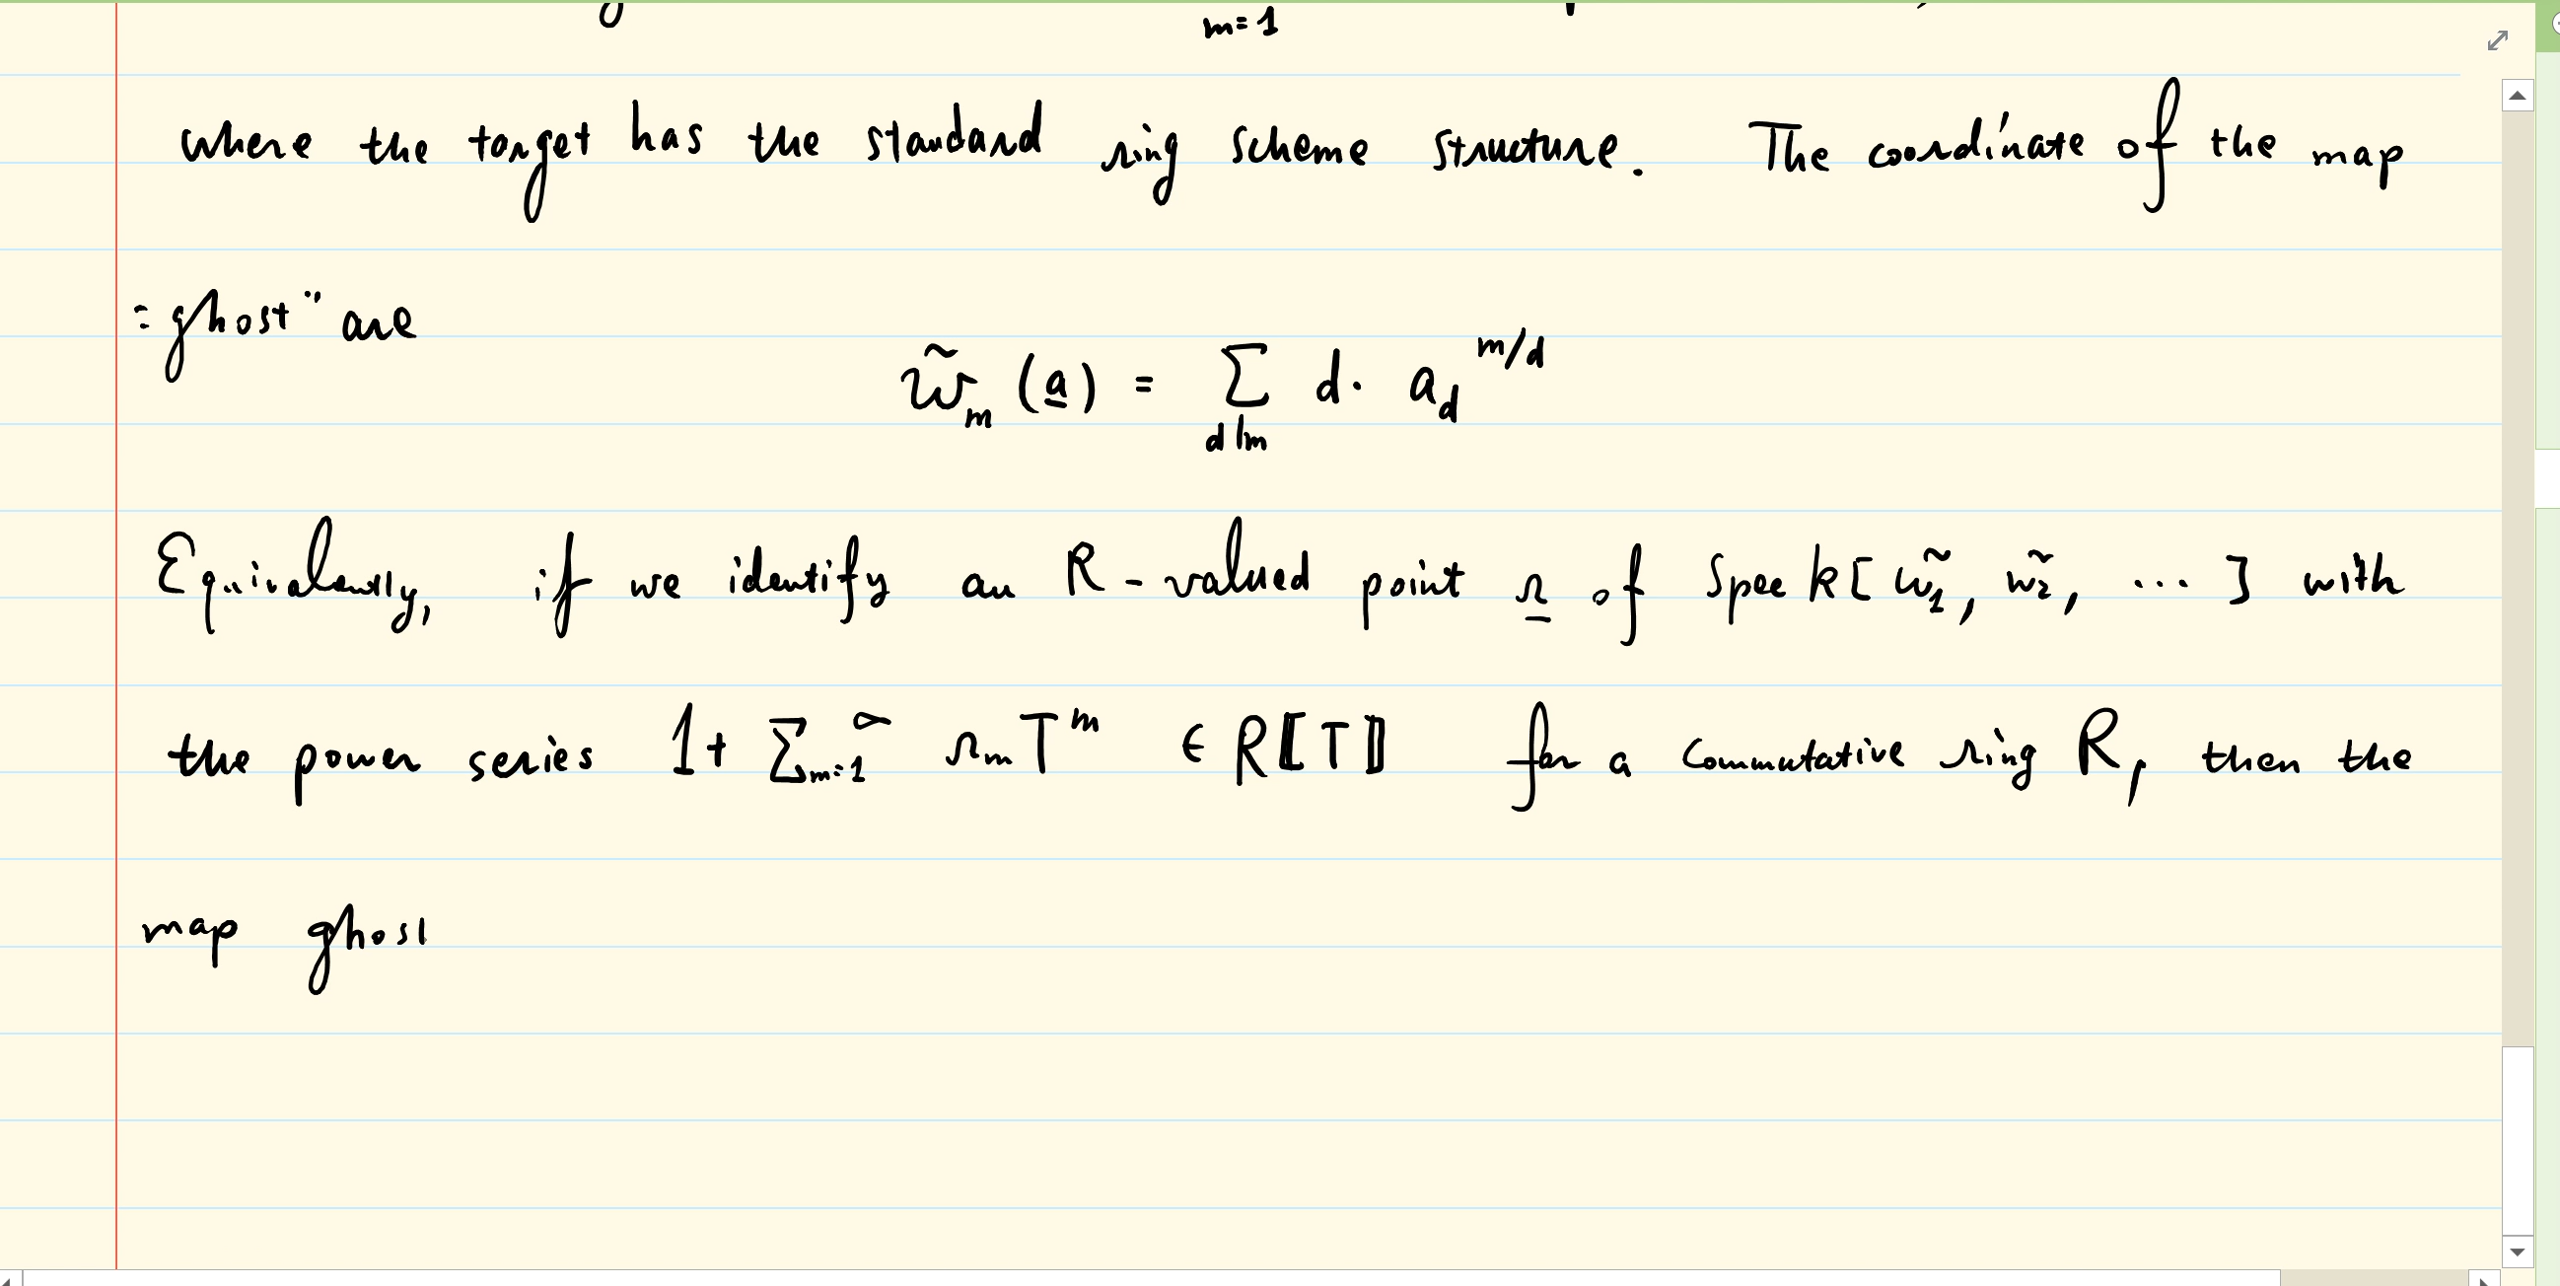 m=1
where the target has the standard ring scheme structure. The coordinate of the map
"ghost" are
w̃_m (a̲) = Σ_{d|m} d · a_d^{m/d}
Equivalently, if we identify an R-valued point r̲ of Spec k[w̃_1, w̃_2, ...] with
the power series 1 + Σ_{m=1}^∞ r_m T^m ∈ R⟦T⟧ for a commutative ring R, then the
map ghost